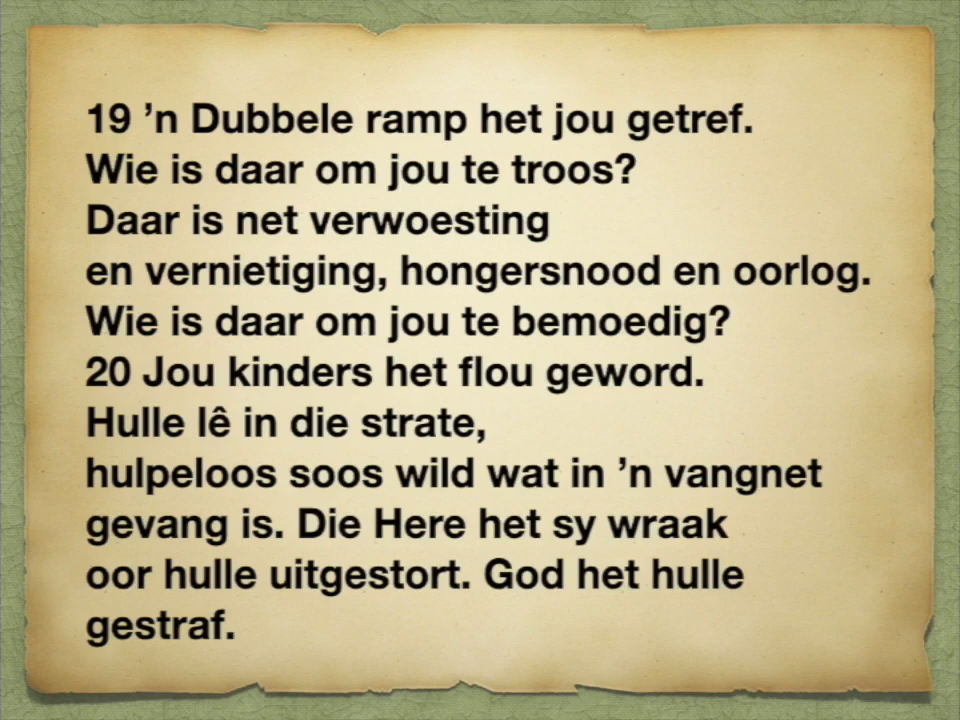 19 ’n Dubbele ramp het jou getref.
Wie is daar om jou te troos?
Daar is net verwoesting
en vernietiging, hongersnood en oorlog.
Wie is daar om jou te bemoedig?
20 Jou kinders het flou geword.
Hulle lê in die strate,
hulpeloos soos wild wat in ’n vangnet
gevang is. Die Here het sy wraak
oor hulle uitgestort. God het hulle
gestraf.